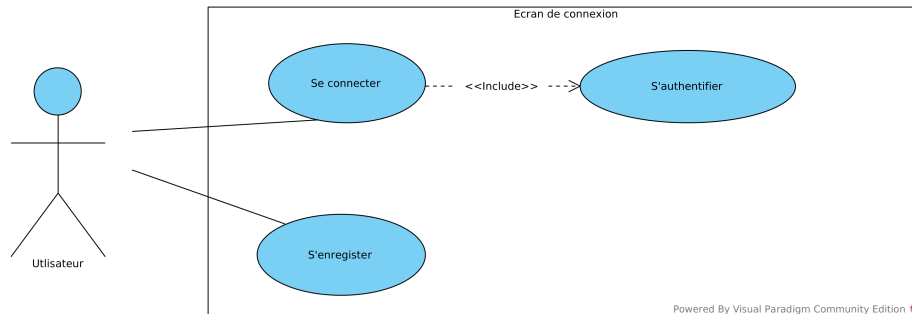 Ecran de connexion
Se connecter
<<Include>>
S'authentifier
Utlisateur
S'enregister
Powered By Visual Paradigm Community Edition